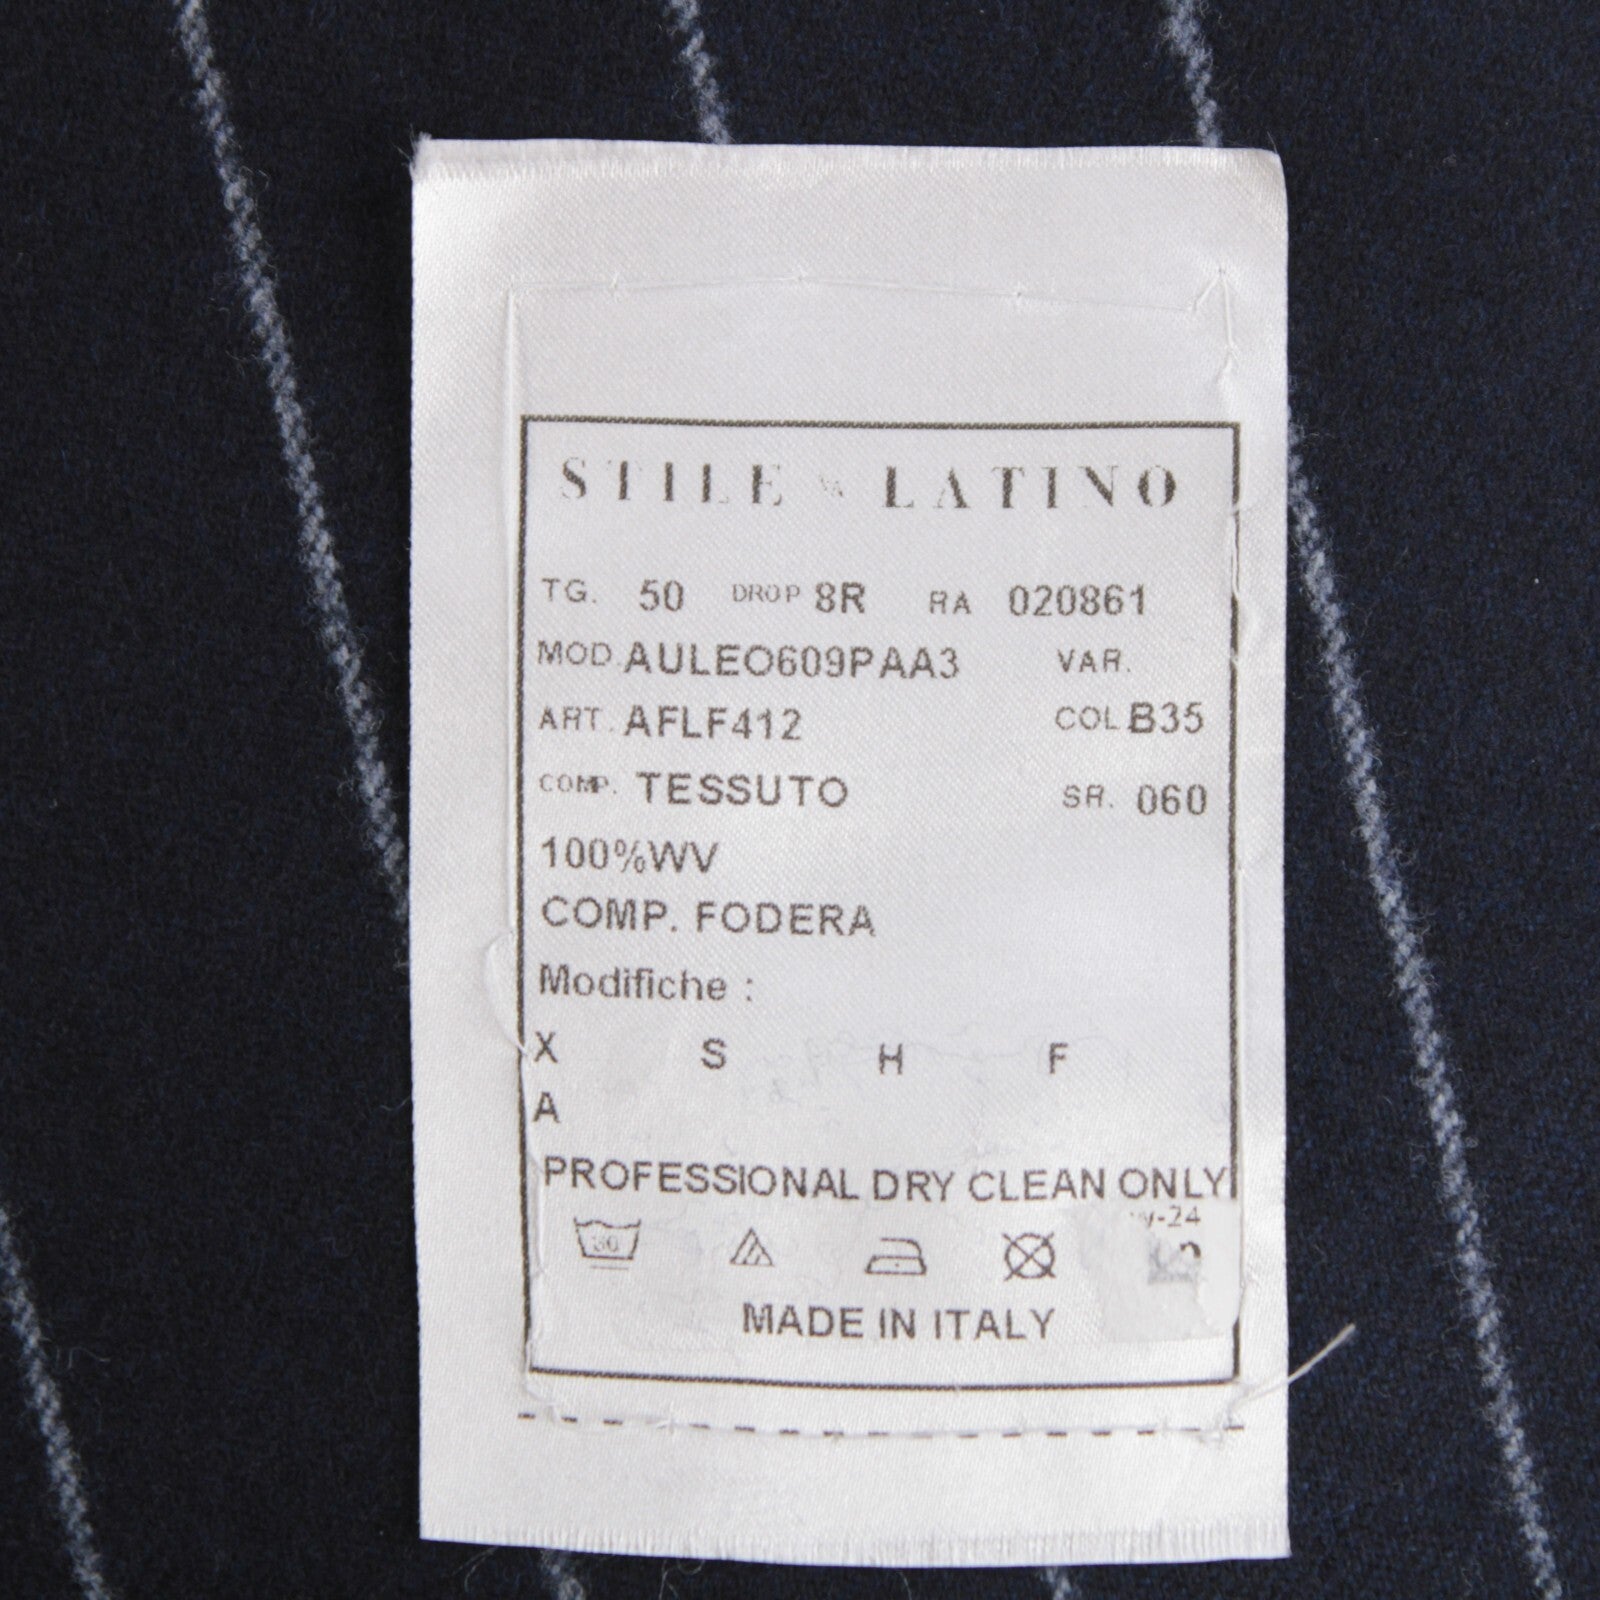 STILE LATINO
TG. 50 DROP 8R RA 020861
MOD. AULEO609PAA3 VAR.
ART. AFLF412 COL B35
COMP. TESSUTO SR. 060
100%WV
COMP. FODERA
Modifiche :
X S H F
A
PROFESSIONAL DRY CLEAN ONLY
30
MADE IN ITALY